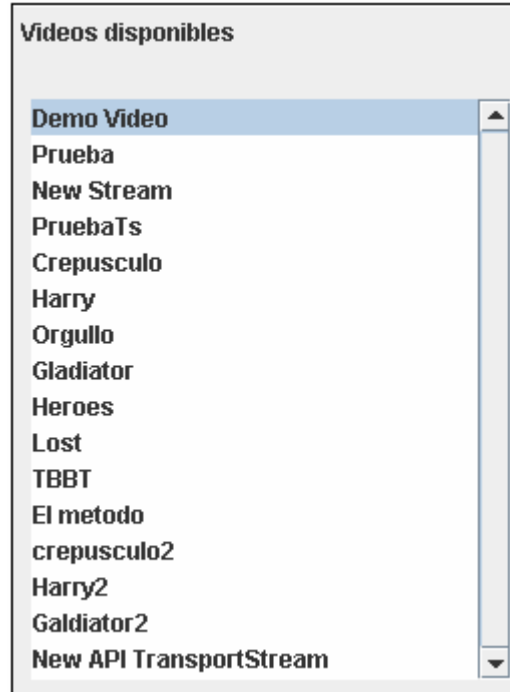 Videos disponibles
Demo Video
Prueba
New Stream
PruebaTs
Crepusculo
Harry
Orgullo
Gladiator
Heroes
Lost
TBBT
El metodo
crepusculo2
Harry2
Galdiator2
New API TransportStream